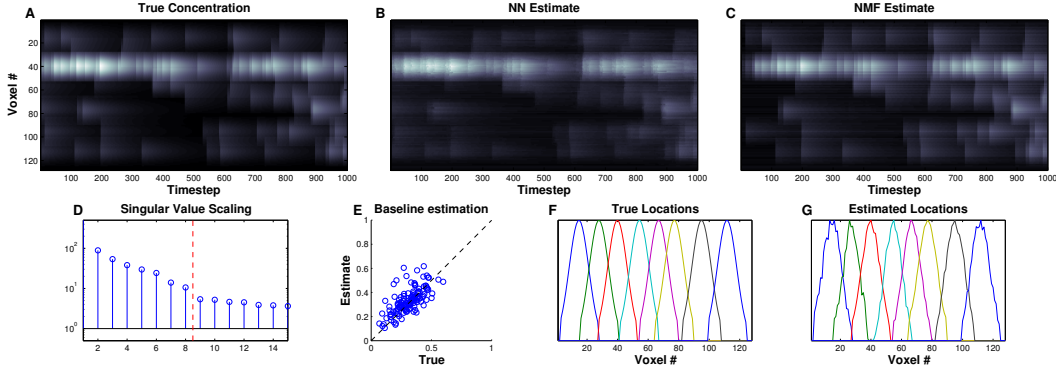 A True Concentration
B NN Estimate
C NMF Estimate
Voxel #
20
40
60
80
100
120
100 200 300 400 500 600 700 800 900 1000
100 200 300 400 500 600 700 800 900 1000
100 200 300 400 500 600 700 800 900 1000
Timestep
Timestep
Timestep
D Singular Value Scaling
10²
10¹
10⁰
2 4 6 8 10 12 14
E Baseline estimation
Estimate
1
0.8
0.6
0.4
0.2
0
0 0.5 1
True
F True Locations
20 40 60 80 100 120
Voxel #
G Estimated Locations
20 40 60 80 100 120
Voxel #